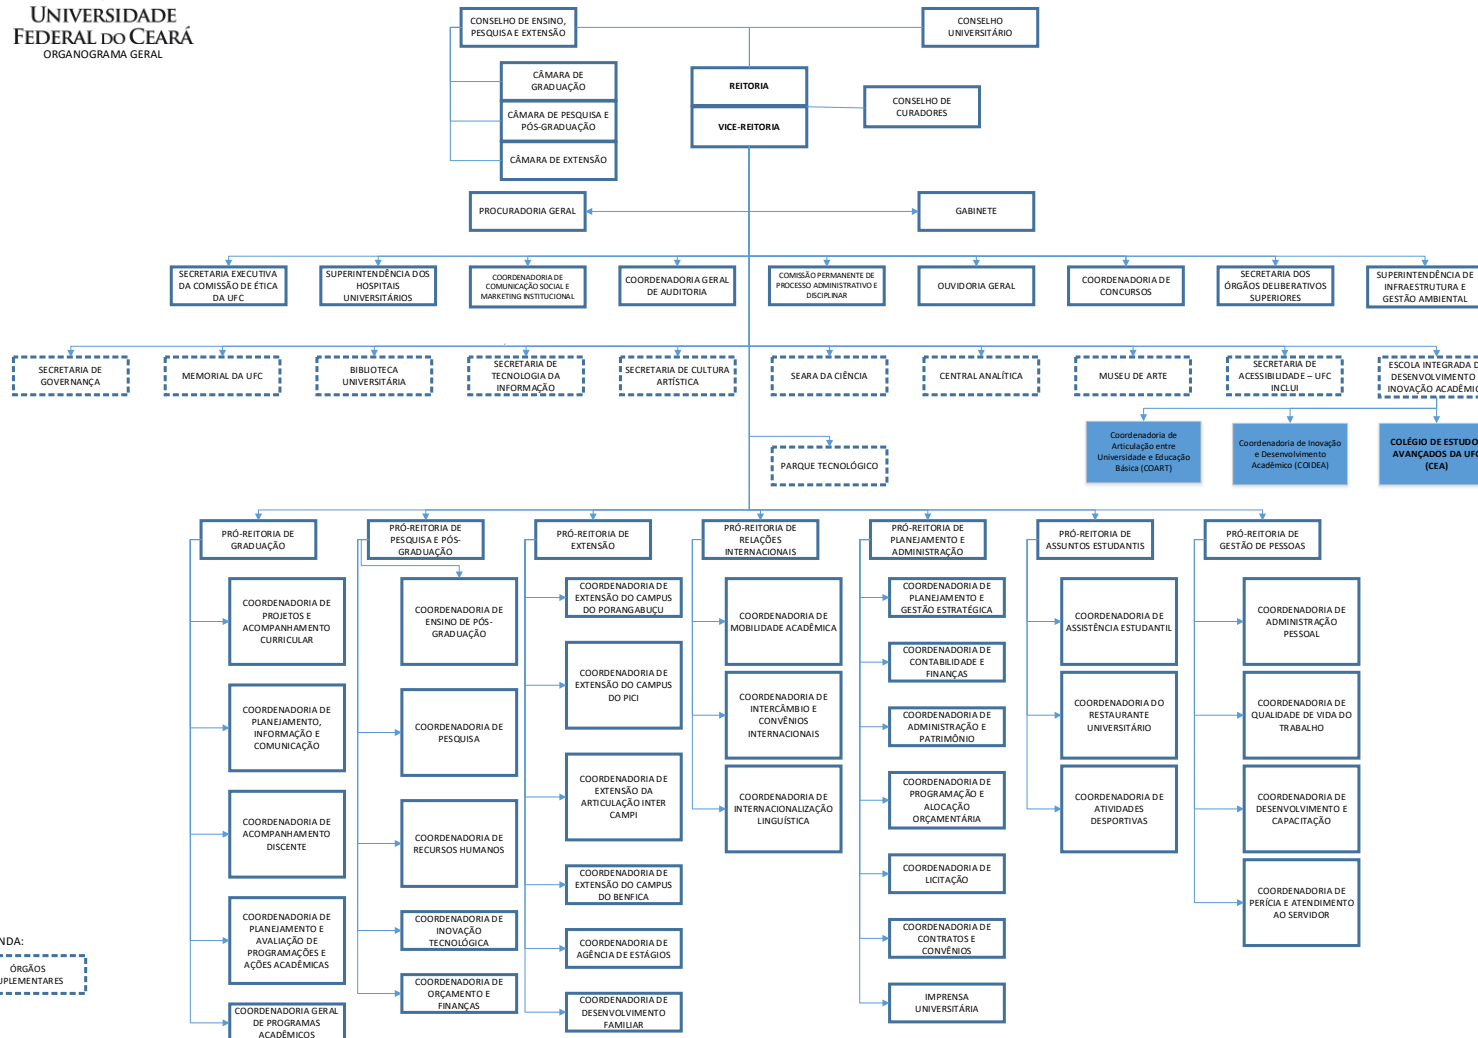 UNIVERSIDADE
FEDERAL DO CEARÁ
ORGANOGRAMA GERAL
CONSELHO DE ENSINO,
PESQUISA E EXTENSÃO
CONSELHO
UNIVERSITÁRIO
CÂMARA DE
GRADUAÇÃO
CÂMARA DE PESQUISA E
PÓS-GRADUAÇÃO
CÂMARA DE EXTENSÃO
REITORIA
VICE-REITORIA
CONSELHO DE
CURADORES
PROCURADORIA GERAL
GABINETE
SECRETARIA EXECUTIVA
DA COMISSÃO DE ÉTICA
DA UFC
SUPERINTENDÊNCIA DOS
HOSPITAIS
UNIVERSITÁRIOS
COORDENADORIA DE
COMUNICAÇÃO SOCIAL E
MARKETING INSTITUCIONAL
COORDENADORIA GERAL
DE AUDITORIA
COMISSÃO PERMANENTE DE
PROCESSO ADMINISTRATIVO E
DISCIPLINAR
OUVIDORIA GERAL
COORDENADORIA DE
CONCURSOS
SECRETARIA DOS
ÓRGÃOS DELIBERATIVOS
SUPERIORES
SUPERINTENDÊNCIA DE
INFRAESTRUTURA E
GESTÃO AMBIENTAL
SECRETARIA DE
GOVERNANÇA
MEMORIAL DA UFC
BIBLIOTECA
UNIVERSITÁRIA
SECRETARIA DE
TECNOLOGIA DA
INFORMAÇÃO
SECRETARIA DE CULTURA
ARTÍSTICA
SEARA DA CIÊNCIA
CENTRAL ANALÍTICA
MUSEU DE ARTE
SECRETARIA DE
ACESSIBILIDADE – UFC
INCLUI
ESCOLA INTEGRADA D
DESENVOLVIMENTO
INOVAÇÃO ACADÊMIC
Coordenadoria de
Articulação entre
Universidade e Educação
Básica (COART)
Coordenadoria de Inovação
e Desenvolvimento
Acadêmico (COIDEA)
COLÉGIO DE ESTUDO
AVANÇADOS DA UFC
(CEA)
PARQUE TECNOLÓGICO
PRÓ-REITORIA DE
GRADUAÇÃO
PRÓ-REITORIA DE
PESQUISA E PÓS-
GRADUAÇÃO
PRÓ-REITORIA DE
EXTENSÃO
PRÓ-REITORIA DE
RELAÇÕES
INTERNACIONAIS
PRÓ-REITORIA DE
PLANEJAMENTO E
ADMINISTRAÇÃO
PRÓ-REITORIA DE
ASSUNTOS ESTUDANTIS
PRÓ-REITORIA DE
GESTÃO DE PESSOAS
COORDENADORIA DE
PROJETOS E
ACOMPANHAMENTO
CURRICULAR
COORDENADORIA DE
PLANEJAMENTO,
INFORMAÇÃO E
COMUNICAÇÃO
COORDENADORIA DE
ACOMPANHAMENTO
DISCENTE
COORDENADORIA DE
PLANEJAMENTO E
AVALIAÇÃO DE
PROGRAMAÇÕES E
AÇÕES ACADÊMICAS
COORDENADORIA GERAL
DE PROGRAMAS
ACADÊMICOS
COORDENADORIA DE
ENSINO DE PÓS-
GRADUAÇÃO
COORDENADORIA DE
PESQUISA
COORDENADORIA DE
RECURSOS HUMANOS
COORDENADORIA DE
INOVAÇÃO
TECNOLÓGICA
COORDENADORIA DE
ORÇAMENTO E
FINANÇAS
COORDENADORIA DE
EXTENSÃO DO CAMPUS
DO PORANGABUÇU
COORDENADORIA DE
EXTENSÃO DO CAMPUS
DO PICI
COORDENADORIA DE
EXTENSÃO DA
ARTICULAÇÃO INTER
CAMPI
COORDENADORIA DE
EXTENSÃO DO CAMPUS
DO BENFICA
COORDENADORIA DE
AGÊNCIA DE ESTÁGIOS
COORDENADORIA DE
DESENVOLVIMENTO
FAMILIAR
COORDENADORIA DE
MOBILIDADE ACADÊMICA
COORDENADORIA DE
INTERCÂMBIO E
CONVÊNIOS
INTERNACIONAIS
COORDENADORIA DE
INTERNACIONALIZAÇÃO
LINGUÍSTICA
COORDENADORIA DE
PLANEJAMENTO E
GESTÃO ESTRATÉGICA
COORDENADORIA DE
CONTABILIDADE E
FINANÇAS
COORDENADORIA DE
ADMINISTRAÇÃO E
PATRIMÔNIO
COORDENADORIA DE
PROGRAMAÇÃO E
ALOCAÇÃO
ORÇAMENTÁRIA
COORDENADORIA DE
LICITAÇÃO
COORDENADORIA DE
CONTRATOS E
CONVÊNIOS
IMPRENSA
UNIVERSITÁRIA
COORDENADORIA DE
ASSISTÊNCIA ESTUDANTIL
COORDENADORIA DO
RESTAURANTE
UNIVERSITÁRIO
COORDENADORIA DE
ATIVIDADES
DESPORTIVAS
COORDENADORIA DE
ADMINISTRAÇÃO
PESSOAL
COORDENADORIA DE
QUALIDADE DE VIDA DO
TRABALHO
COORDENADORIA DE
DESENVOLVIMENTO E
CAPACITAÇÃO
COORDENADORIA DE
PERÍCIA E ATENDIMENTO
AO SERVIDOR
NDA:
ÓRGÃOS
UPLEMENTARES